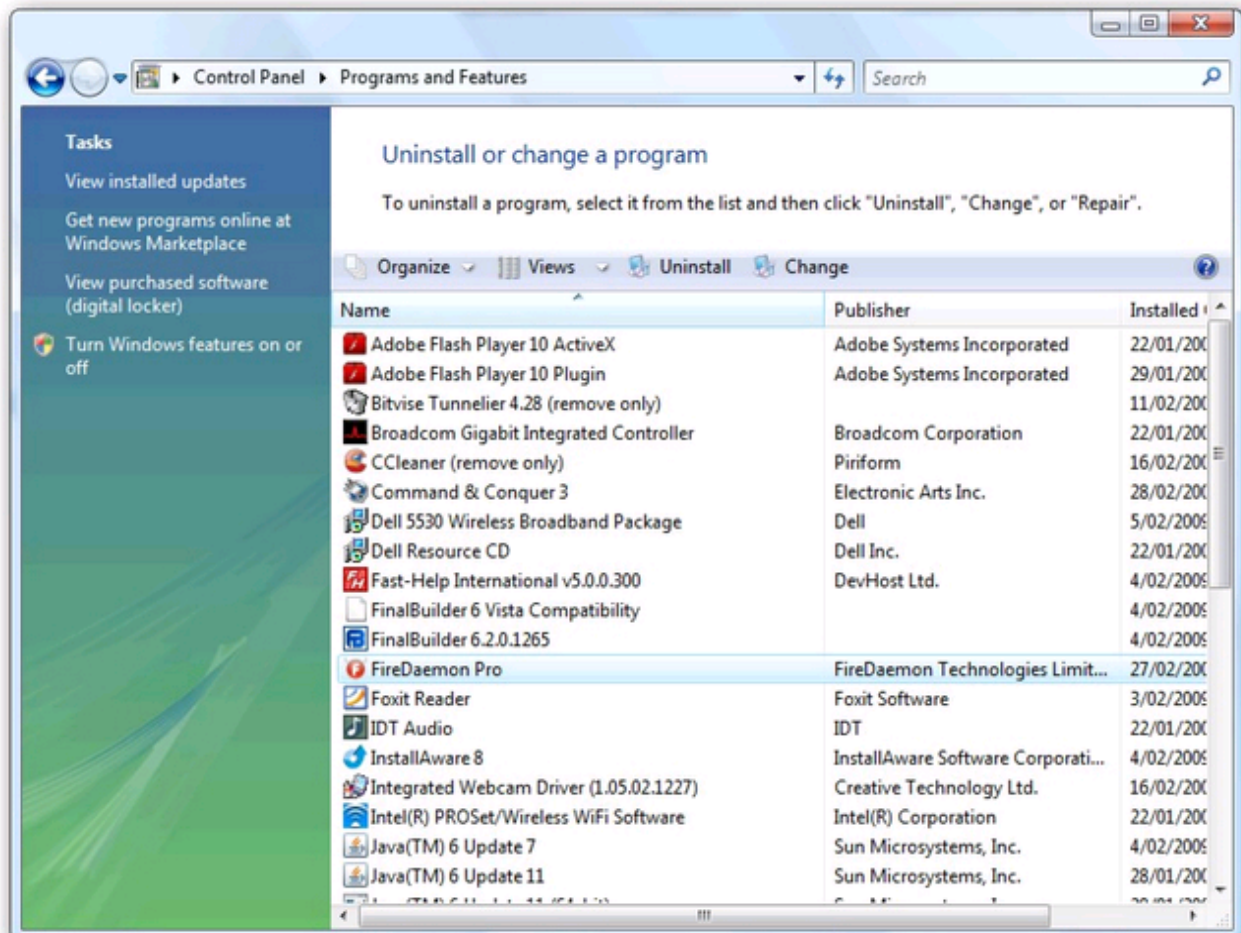 Control Panel Programs and Features
Search
Tasks
View installed updates
Get new programs online at
Windows Marketplace
View purchased software
(digital locker)
Turn Windows features on or
off
Uninstall or change a program
To uninstall a program, select it from the list and then click "Uninstall", "Change", or "Repair".
Organize Views Uninstall Change
Name Publisher Installed
Adobe Flash Player 10 ActiveX Adobe Systems Incorporated 22/01/200
Adobe Flash Player 10 Plugin Adobe Systems Incorporated 29/01/200
Bitvise Tunnelier 4.28 (remove only) 11/02/200
Broadcom Gigabit Integrated Controller Broadcom Corporation 22/01/200
CCleaner (remove only) Piriform 16/02/200
Command & Conquer 3 Electronic Arts Inc. 28/02/200
Dell 5530 Wireless Broadband Package Dell 5/02/2009
Dell Resource CD Dell Inc. 22/01/200
Fast-Help International v5.0.0.300 DevHost Ltd. 4/02/2009
FinalBuilder 6 Vista Compatibility 4/02/2009
FinalBuilder 6.2.0.1265 4/02/2009
FireDaemon Pro FireDaemon Technologies Limit... 27/02/200
Foxit Reader Foxit Software 3/02/2009
IDT Audio IDT 22/01/200
InstallAware 8 InstallAware Software Corporati... 4/02/2009
Integrated Webcam Driver (1.05.02.1227) Creative Technology Ltd. 16/02/200
Intel(R) PROSet/Wireless WiFi Software Intel(R) Corporation 22/01/200
Java(TM) 6 Update 7 Sun Microsystems, Inc. 4/02/2009
Java(TM) 6 Update 11 Sun Microsystems, Inc. 28/01/200